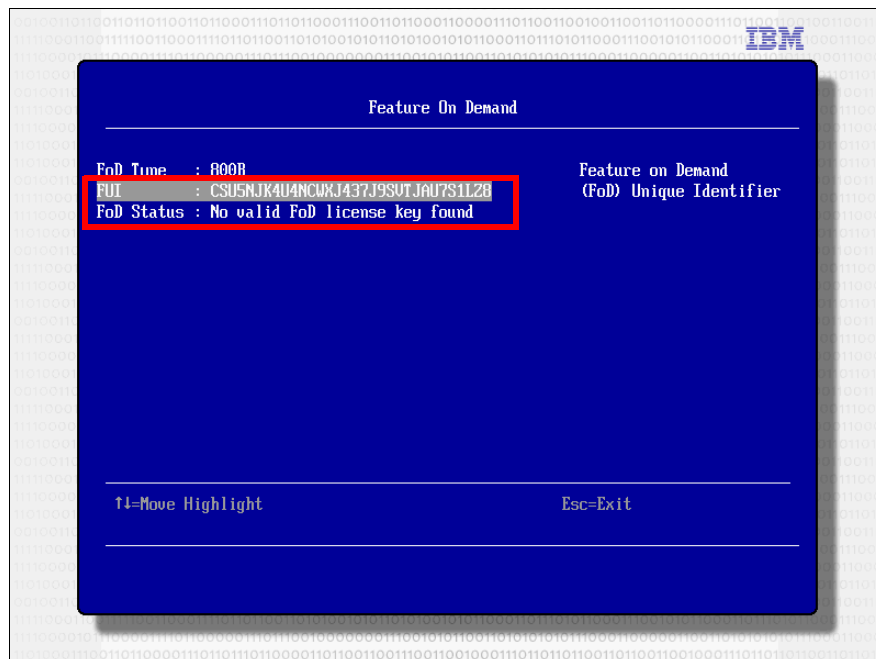 IBM
Feature On Demand
FoD Type : 800B
Feature on Demand
FUI : CSU5NJK4U4NCWXJ437J9SVTJAU7S1LZ8
(FoD) Unique Identifier
FoD Status : No valid FoD license key found
↑↓=Move Highlight
Esc=Exit